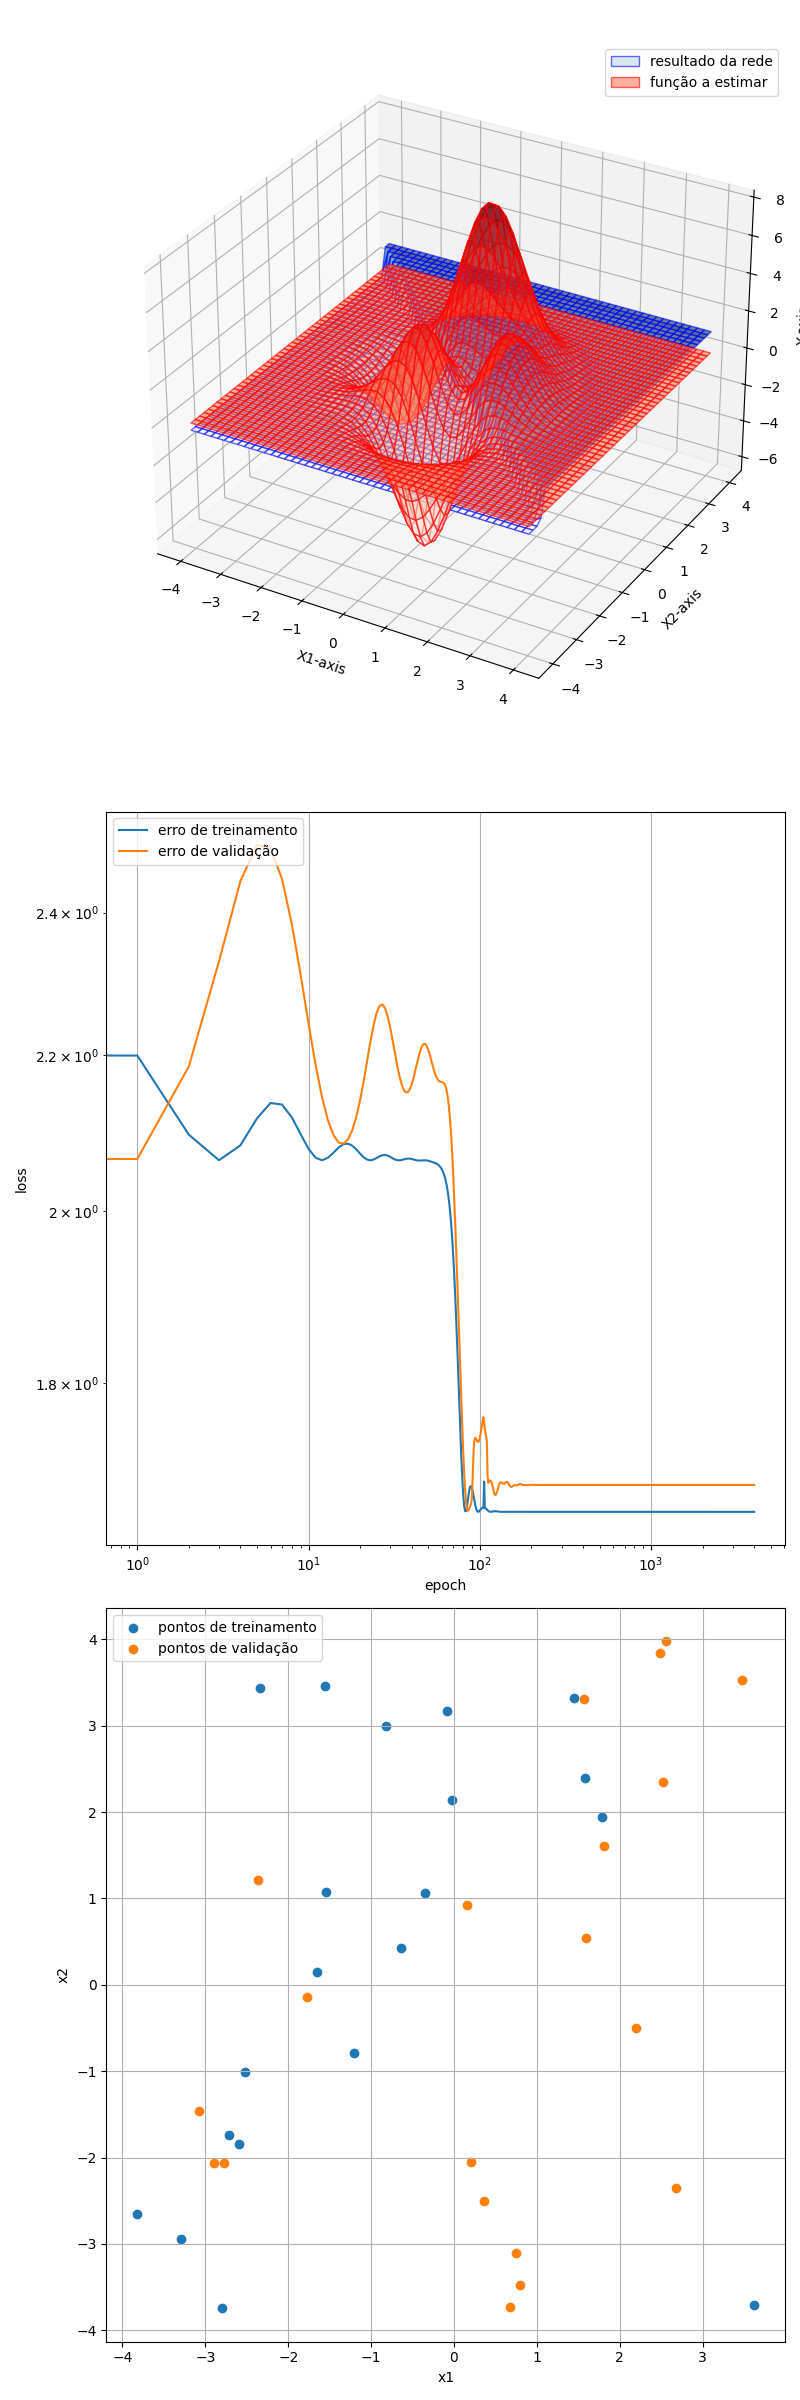 resultado da rede
função a estimar
8
6
4
2
0
−2
−4
−6
−4
−3
−2
−1
0
1
2
3
4
X1-axis
4
3
2
1
0
−1
−2
−3
−4
X2-axis
erro de treinamento
erro de validação
2.4 × 10⁰
2.2 × 10⁰
2 × 10⁰
1.8 × 10⁰
loss
10⁰ 10¹ 10² 10³
epoch
pontos de treinamento
pontos de validação
4
3
2
1
0
−1
−2
−3
−4
x2
−4 −3 −2 −1 0 1 2 3
x1